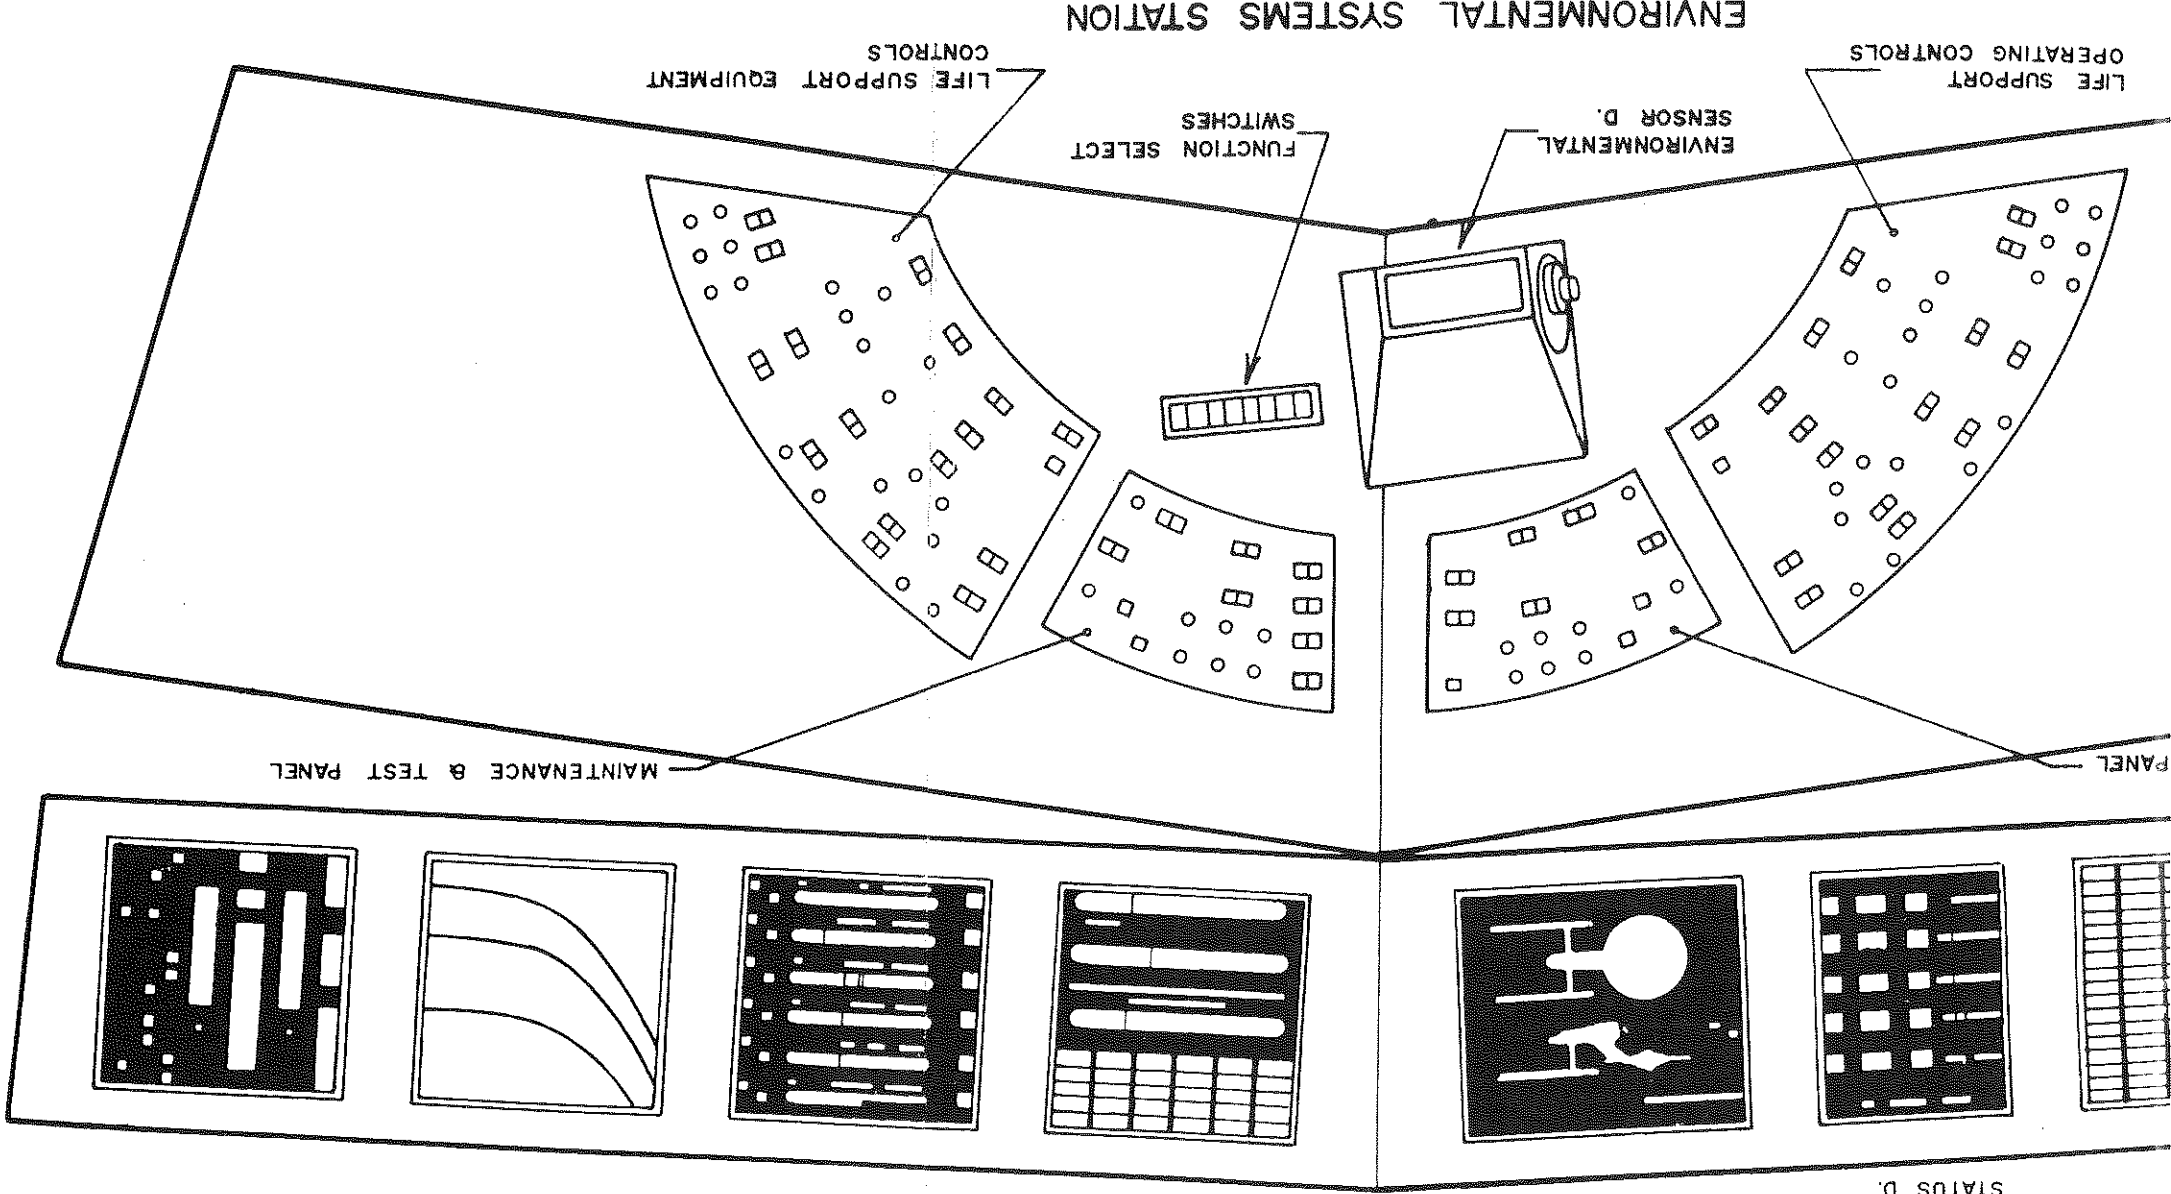 STATUS D.
PANEL
MAINTENANCE & TEST PANEL
LIFE SUPPORT
OPERATING CONTROLS
ENVIRONMENTAL
SENSOR D.
FUNCTION SELECT
SWITCHES
LIFE SUPPORT EQUIPMENT
CONTROLS
ENVIRONMENTAL SYSTEMS STATION